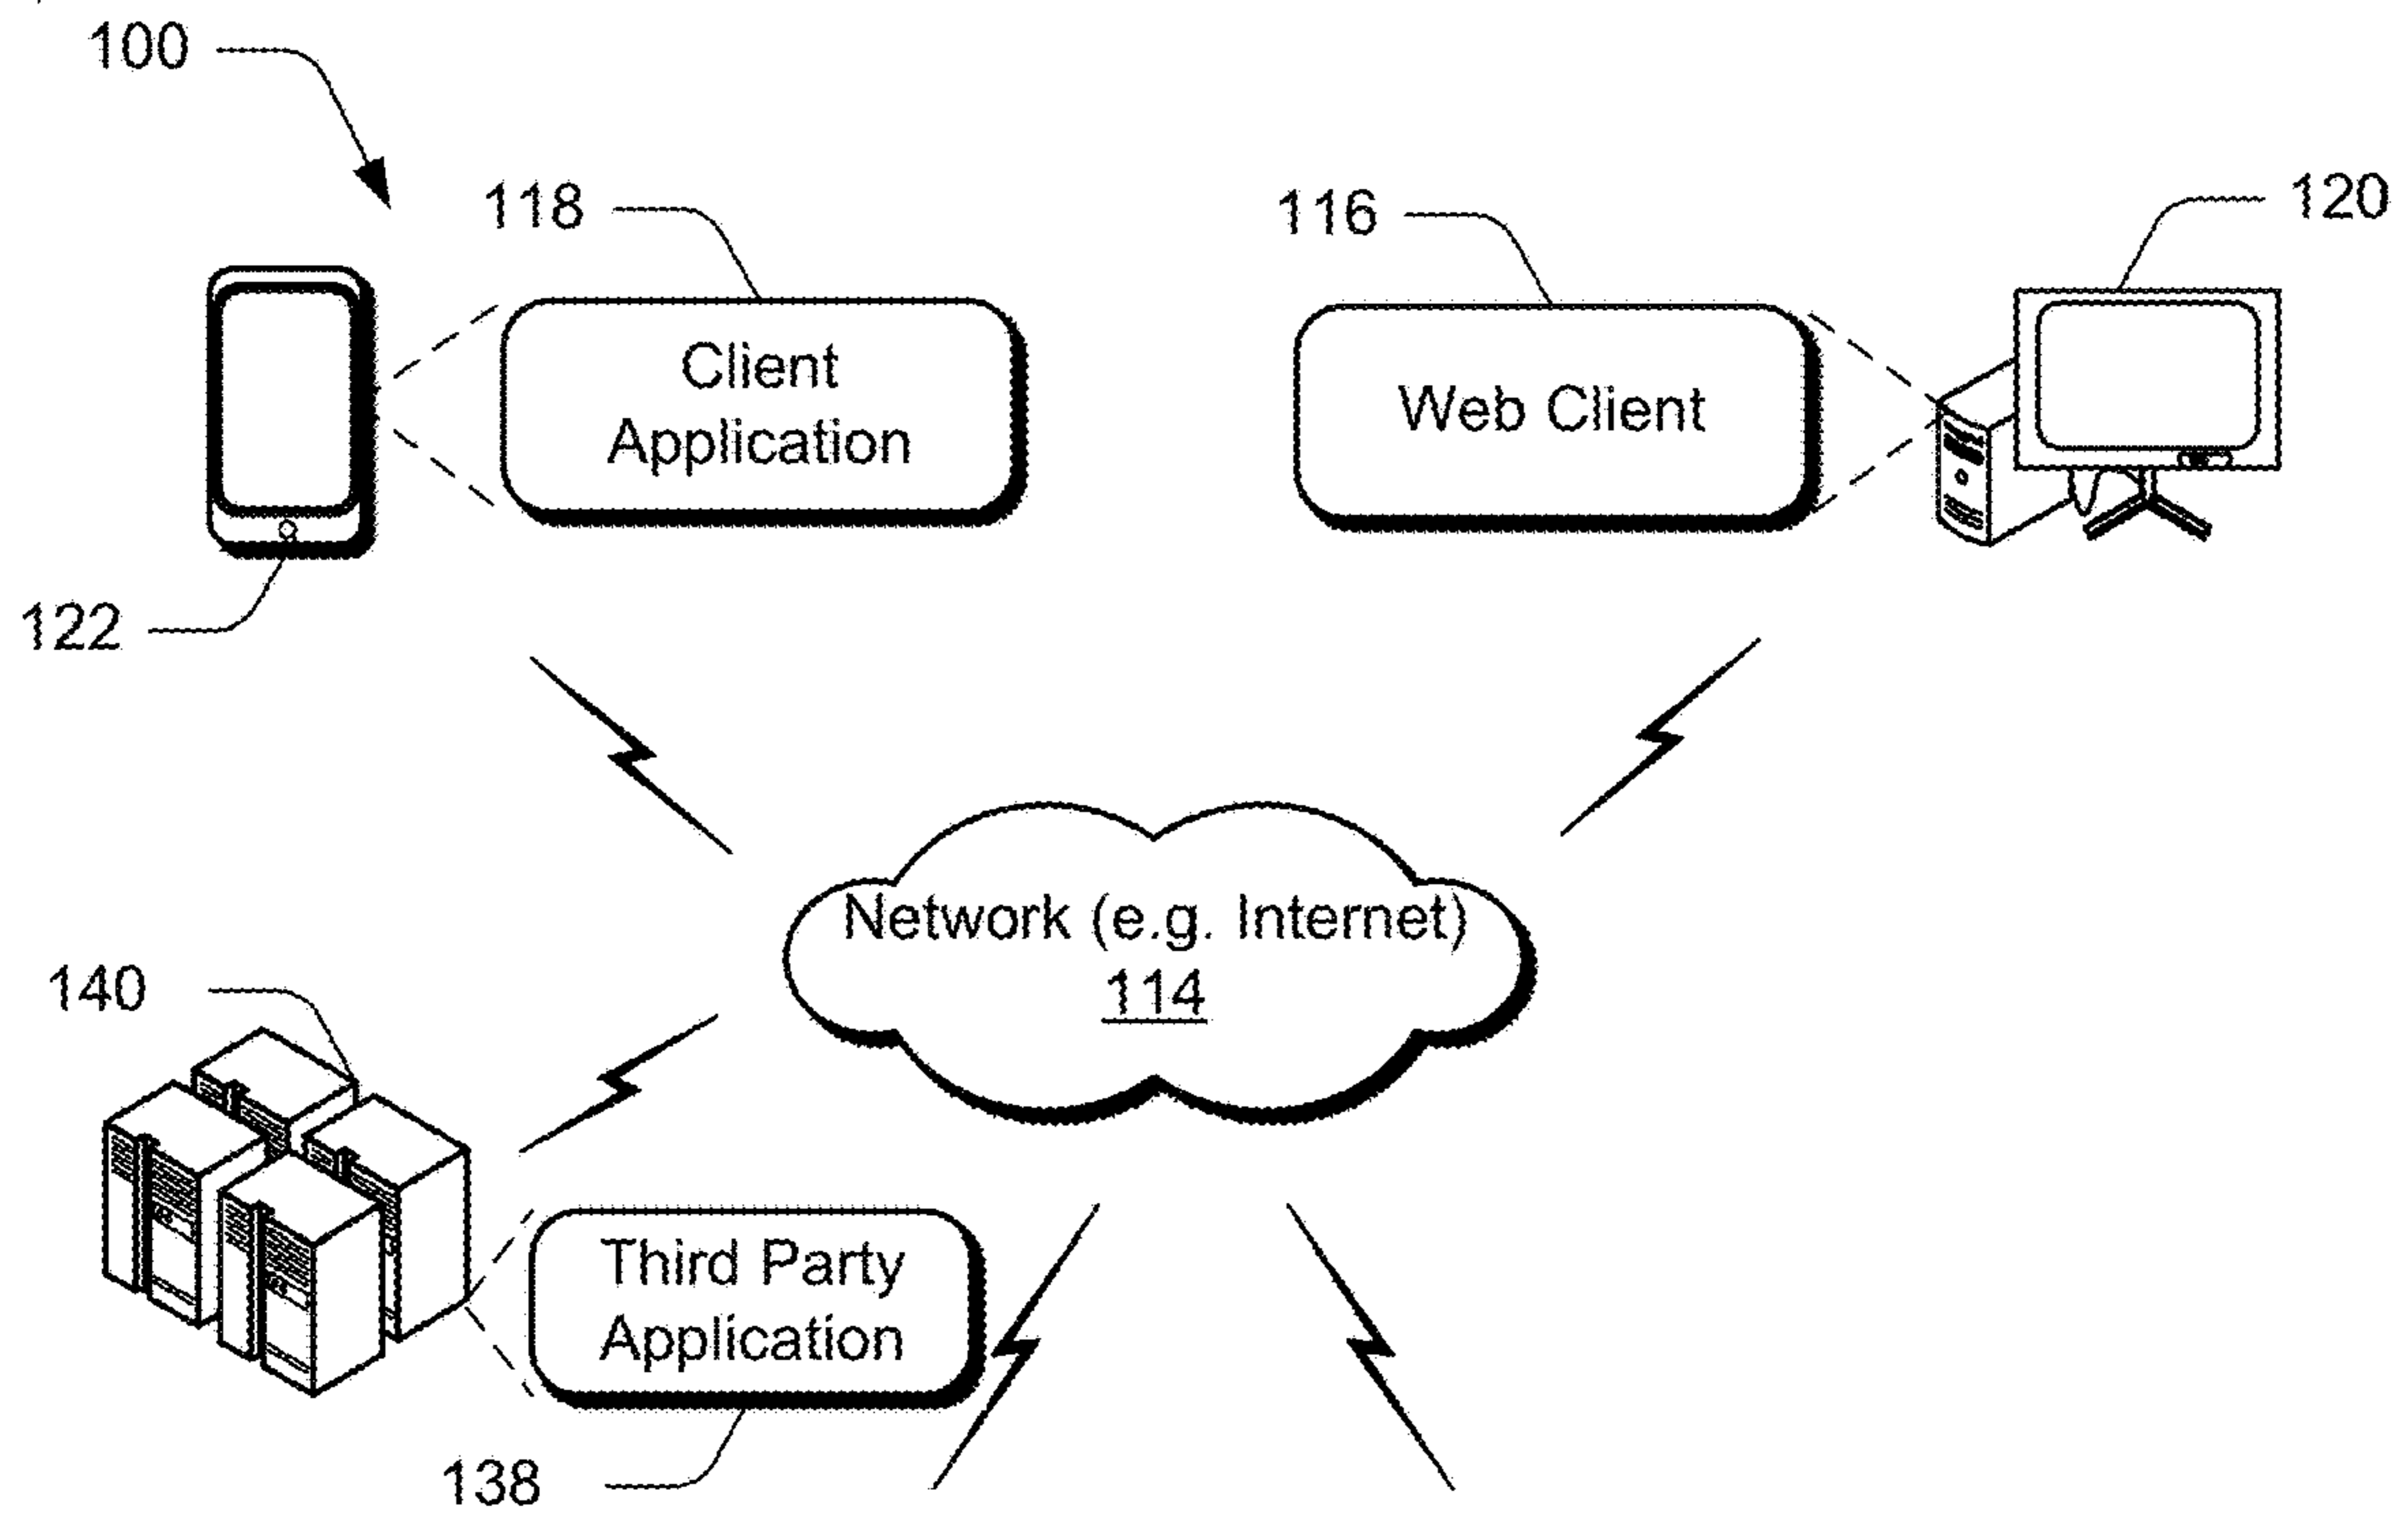 100
118
116
120
Client
Application
Web Client
122
Network (e.g. Internet)
114
140
Third Party
Application
138